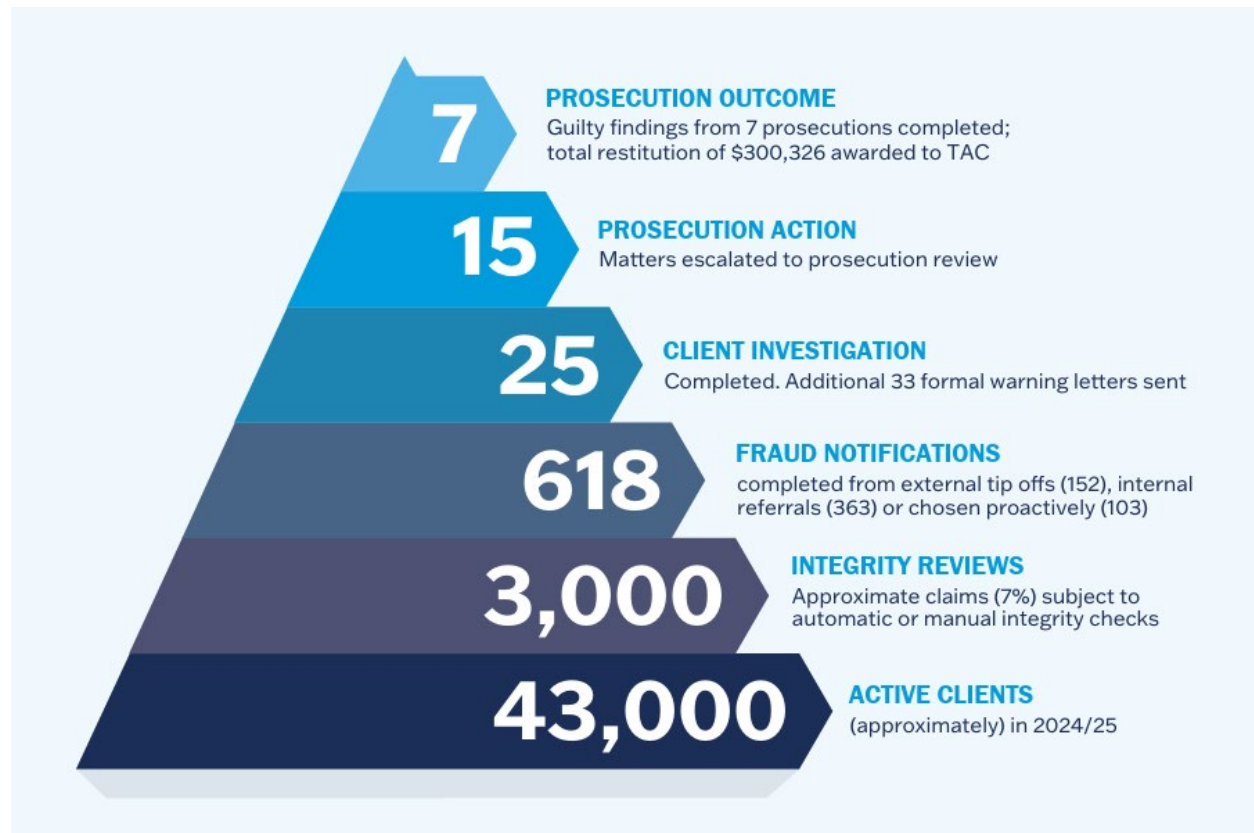 7
PROSECUTION OUTCOME
Guilty findings from 7 prosecutions completed;
total restitution of $300,326 awarded to TAC
15
PROSECUTION ACTION
Matters escalated to prosecution review
25
CLIENT INVESTIGATION
Completed. Additional 33 formal warning letters sent
618
FRAUD NOTIFICATIONS
completed from external tip offs (152), internal
referrals (363) or chosen proactively (103)
3,000
INTEGRITY REVIEWS
Approximate claims (7%) subject to
automatic or manual integrity checks
43,000
ACTIVE CLIENTS
(approximately) in 2024/25